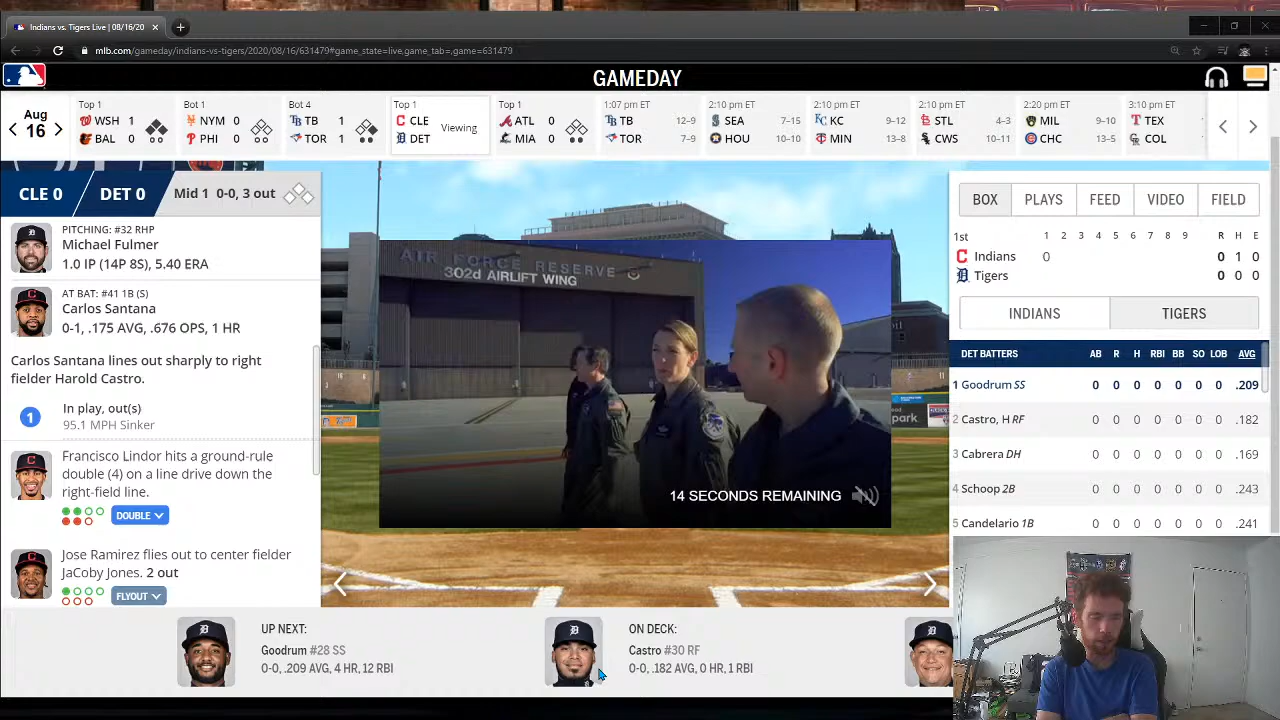 Indians vs. Tigers Live | 08/16/20
mlb.com/gameday/indians-vs-tigers/2020/08/16/631479#game_state=live,game_tab=,game=631479
GAMEDAY
Aug
16
Top 1
WSH 1
BAL 0
Bot 1
NYM 0
PHI 0
Bot 4
TB 1
TOR 1
Top 1
CLE
DET
Viewing
Top 1
ATL 0
MIA 0
1:07 pm ET
TB 12-9
TOR 7-9
2:10 pm ET
SEA 7-15
HOU 10-10
2:10 pm ET
KC 9-12
MIN 13-8
2:10 pm ET
STL 4-3
CWS 10-11
2:20 pm ET
MIL 9-10
CHC 13-5
3:10 pm ET
TEX
COL
CLE 0
DET 0
Mid 1 0-0, 3 out
PITCHING: #32 RHP
Michael Fulmer
1.0 IP (14P 8S), 5.40 ERA
AT BAT: #41 1B (S)
Carlos Santana
0-1, .175 AVG, .676 OPS, 1 HR
Carlos Santana lines out sharply to right
fielder Harold Castro.
1
In play, out(s)
95.1 MPH Sinker
Francisco Lindor hits a ground-rule
double (4) on a line drive down the
right-field line.
DOUBLE
Jose Ramirez flies out to center fielder
JaCoby Jones. 2 out
FLYOUT
AIR FORCE RESERVE
302d AIRLIFT WING
14 SECONDS REMAINING
park
BOX
PLAYS
FEED
VIDEO
FIELD
1st 1 2 3 4 5 6 7 8 9 R H E
Indians 0 0 1 0
Tigers 0 0 0
INDIANS
TIGERS
DET BATTERS AB R H RBI BB SO LOB AVG
1 Goodrum SS 0 0 0 0 0 0 0 .209
2 Castro, H RF 0 0 0 0 0 0 0 .182
3 Cabrera DH 0 0 0 0 0 0 0 .169
4 Schoop 2B 0 0 0 0 0 0 0 .243
5 Candelario 1B 0 0 0 0 0 0 0 .241
UP NEXT:
Goodrum #28 SS
0-0, .209 AVG, 4 HR, 12 RBI
ON DECK:
Castro #30 RF
0-0, .182 AVG, 0 HR, 1 RBI